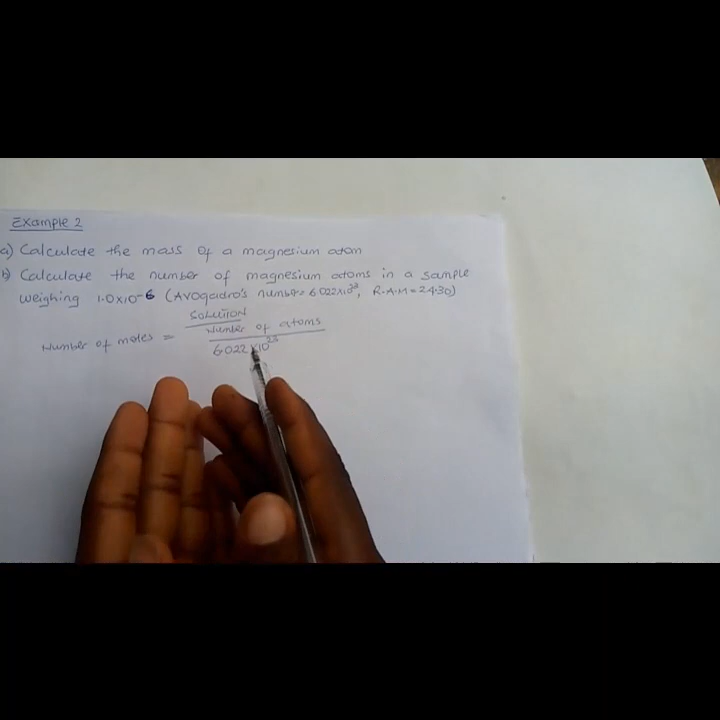 Example 2
a) Calculate the mass of a magnesium atom
b) Calculate the number of magnesium atoms in a sample
weighing 1.0x10-6 (Avogadro's number=6.022x10²³, R.A.M=24.30)
SOLUTION
Number of moles = Number of atoms
6.022x10²³